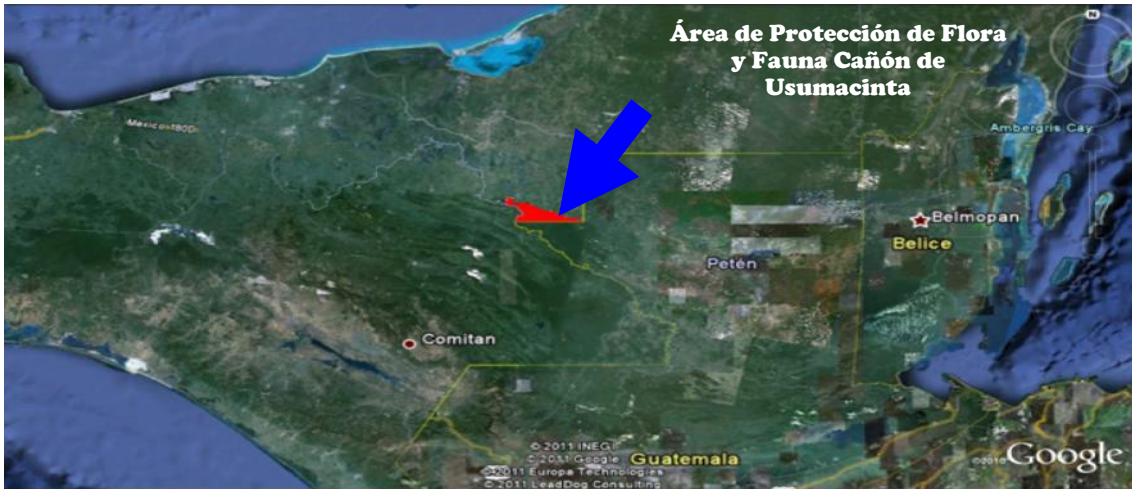 Área de Protección de Flora
y Fauna Cañón de
Usumacinta
N
Ambergris Cay
Belmopan
Belice
Petén
Comitan
© 2011 INEGI
© 2011 Google
© 2011 Europa Technologies
© 2011 LeadDog Consulting
Guatemala
©2010 Google